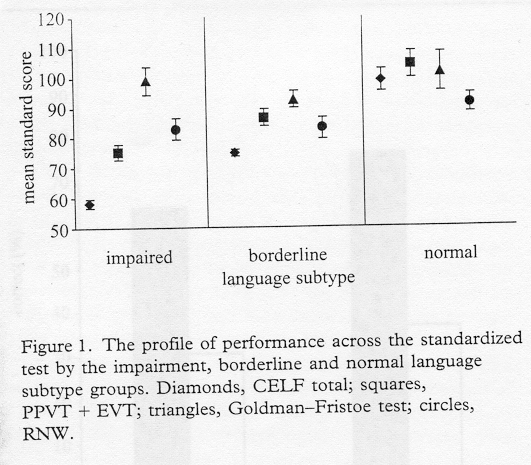 120
110
100
90
80
70
60
50
mean standard score
impaired
borderline
normal
language subtype
Figure 1. The profile of performance across the standardized
test by the impairment, borderline and normal language
subtype groups. Diamonds, CELF total; squares,
PPVT + EVT; triangles, Goldman–Fristoe test; circles,
RNW.